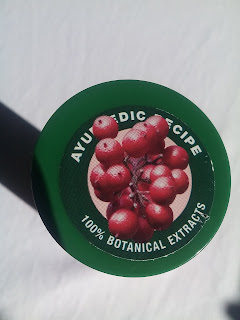 AYURVEDIC RECIPE
100% BOTANICAL EXTRACTS